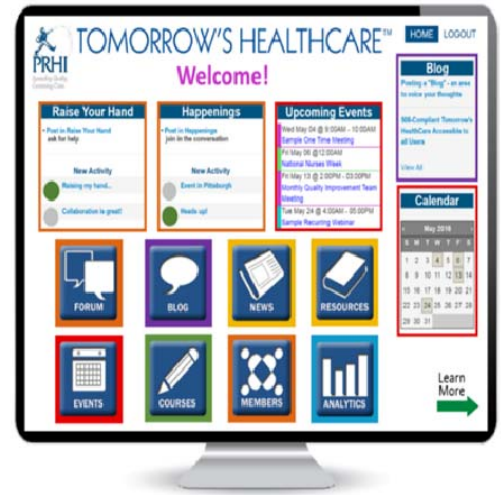 PRHI
TOMORROW'S HEALTHCARE™
HOME LOGOUT
Welcome!
Raise Your Hand
• Post in Raise Your Hand
ask for help
New Activity
Raising my hand...
Collaboration is great!
Happenings
• Post in Happenings
join in the conversation
New Activity
Event in Pittsburgh
Heads up!
Upcoming Events
Wed May 04 @ 9:00AM - 10:00AM
Sample One Time Meeting
Fri May 06 @12:00AM
National Nurses Week
Fri May 13 @ 2:00PM - 03:00PM
Monthly Quality Improvement Team
Meeting
Tue May 24 @ 4:00AM - 05:00PM
Sample Recurring Webinar
Blog
Posting a "Blog" - an area
to voice your thoughts
508-Compliant Tomorrow's
HealthCare Accessible to
all Users
View All
Calendar
« May 2016 »
S M T W T F S
1 2 3 4 5 6 7
8 9 10 11 12 13 14
15 16 17 18 19 20 21
22 23 24 25 26 27 28
29 30 31
FORUM
BLOG
NEWS
RESOURCES
EVENTS
COURSES
MEMBERS
ANALYTICS
Learn
More